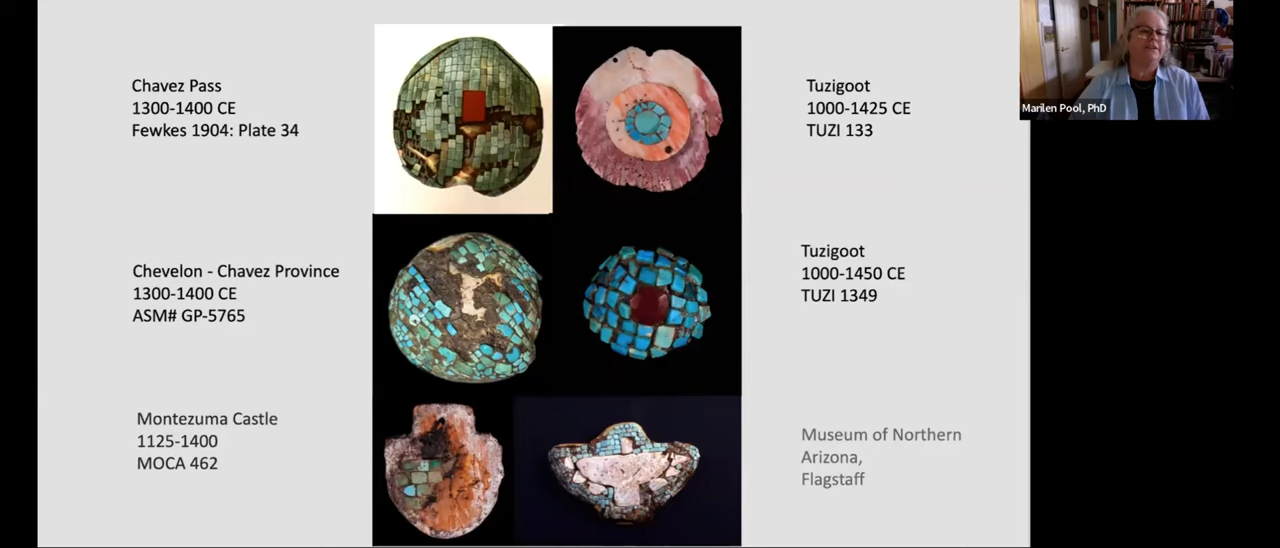 Chavez Pass
1300-1400 CE
Fewkes 1904: Plate 34
Tuzigoot
1000-1425 CE
TUZI 133
Marilen Pool, PhD
Chevelon - Chavez Province
1300-1400 CE
ASM# GP-5765
Tuzigoot
1000-1450 CE
TUZI 1349
Montezuma Castle
1125-1400
MOCA 462
Museum of Northern
Arizona,
Flagstaff